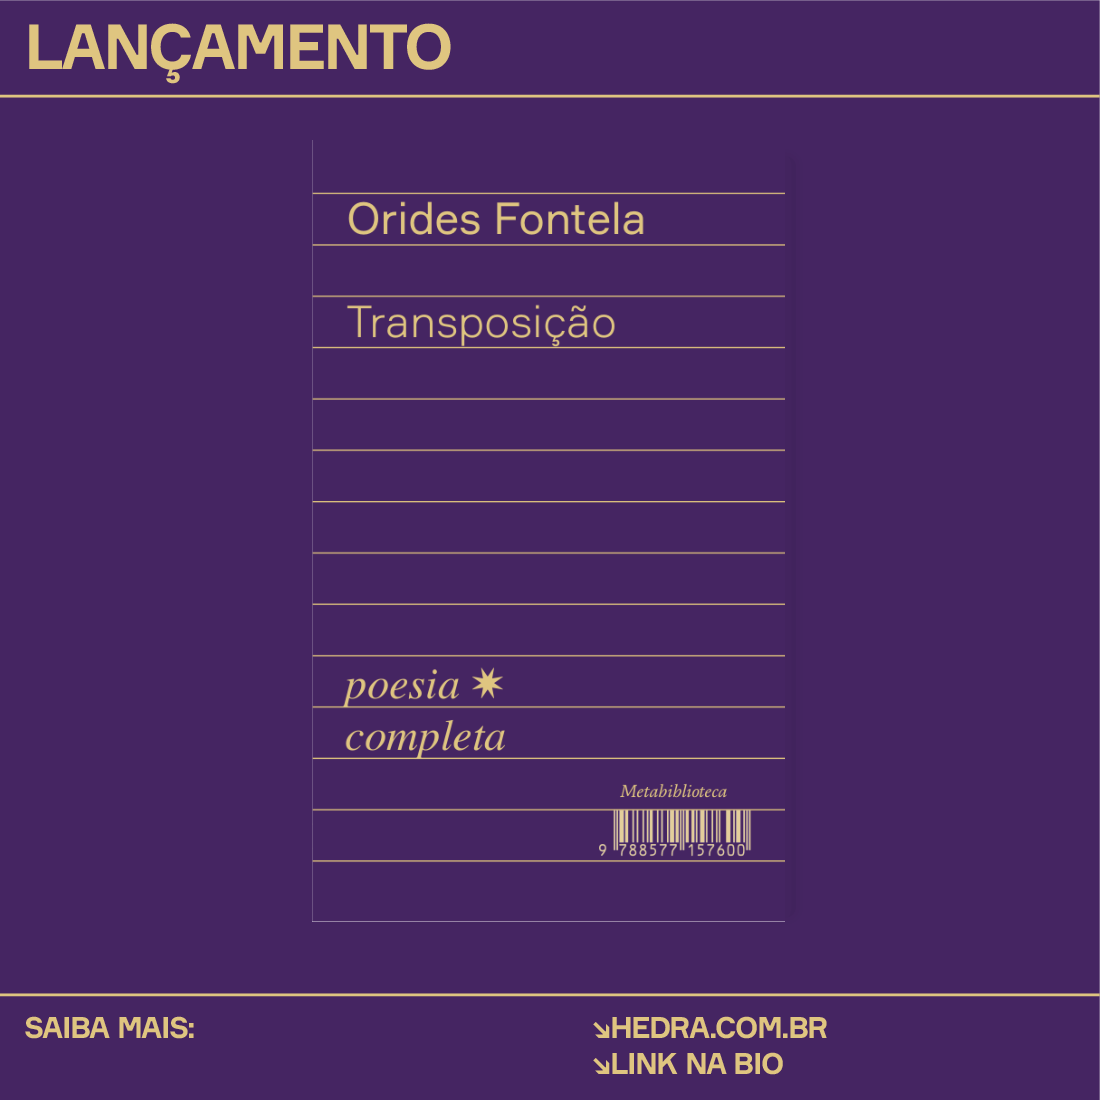 LANÇAMENTO
Orides Fontela
Transposição
poesia ✷
completa
Metabiblioteca
9 788577 157600
SAIBA MAIS:
↘HEDRA.COM.BR
↘LINK NA BIO